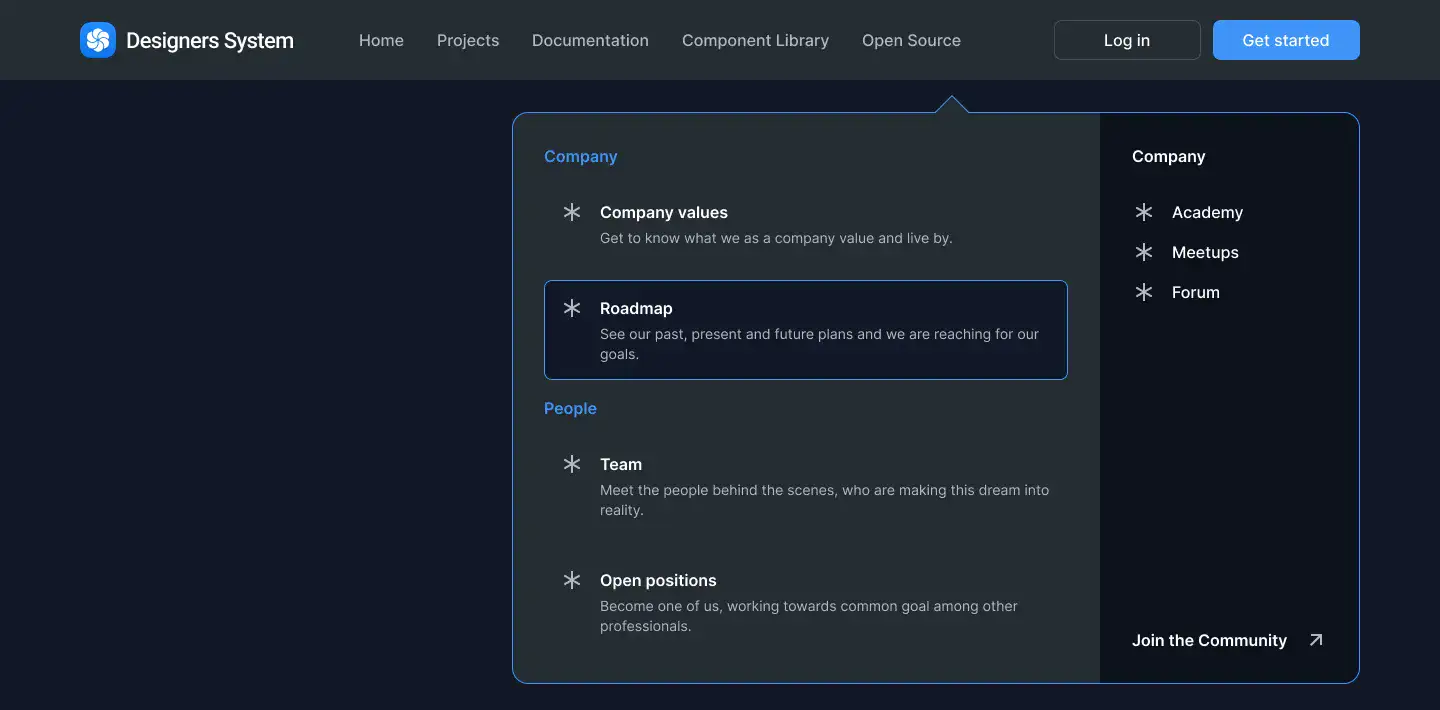 Designers System
Home
Projects
Documentation
Component Library
Open Source
Log in
Get started
Company
Company values
Get to know what we as a company value and live by.
Roadmap
See our past, present and future plans and we are reaching for our
goals.
People
Team
Meet the people behind the scenes, who are making this dream into
reality.
Open positions
Become one of us, working towards common goal among other
professionals.
Company
Academy
Meetups
Forum
Join the Community